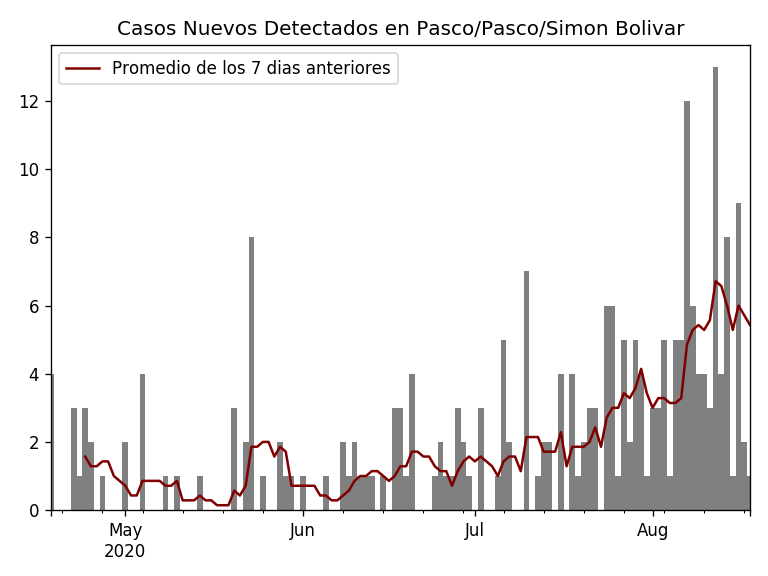 Casos Nuevos Detectados en Pasco/Pasco/Simon Bolivar
Promedio de los 7 dias anteriores
12
10
8
6
4
2
0
May
2020
Jun
Jul
Aug